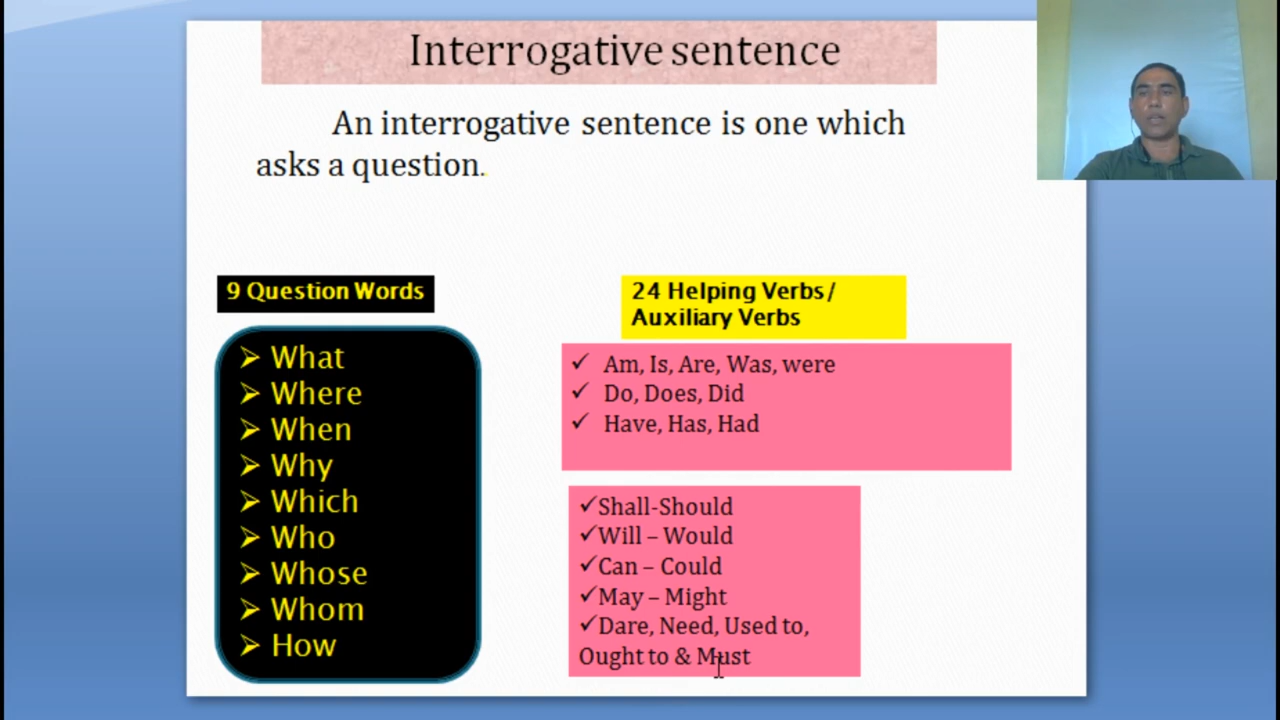 Interrogative sentence
An interrogative sentence is one which
asks a question.
9 Question Words
➢ What
➢ Where
➢ When
➢ Why
➢ Which
➢ Who
➢ Whose
➢ Whom
➢ How
24 Helping Verbs/
Auxiliary Verbs
✓ Am, Is, Are, Was, were
✓ Do, Does, Did
✓ Have, Has, Had
✓Shall-Should
✓Will – Would
✓Can – Could
✓May – Might
✓Dare, Need, Used to,
Ought to & Must